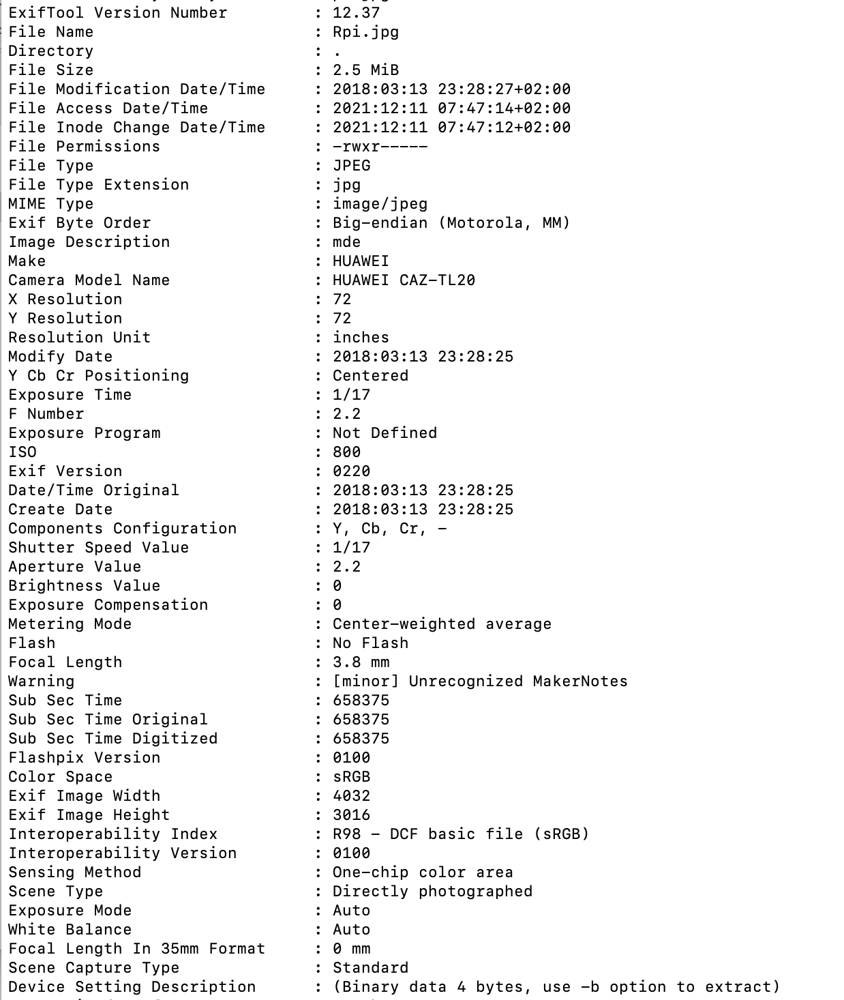 ExifTool Version Number : 12.37
File Name : Rpi.jpg
Directory : .
File Size : 2.5 MiB
File Modification Date/Time : 2018:03:13 23:28:27+02:00
File Access Date/Time : 2021:12:11 07:47:14+02:00
File Inode Change Date/Time : 2021:12:11 07:47:12+02:00
File Permissions : -rwxr-----
File Type : JPEG
File Type Extension : jpg
MIME Type : image/jpeg
Exif Byte Order : Big-endian (Motorola, MM)
Image Description : mde
Make : HUAWEI
Camera Model Name : HUAWEI CAZ-TL20
X Resolution : 72
Y Resolution : 72
Resolution Unit : inches
Modify Date : 2018:03:13 23:28:25
Y Cb Cr Positioning : Centered
Exposure Time : 1/17
F Number : 2.2
Exposure Program : Not Defined
ISO : 800
Exif Version : 0220
Date/Time Original : 2018:03:13 23:28:25
Create Date : 2018:03:13 23:28:25
Components Configuration : Y, Cb, Cr, -
Shutter Speed Value : 1/17
Aperture Value : 2.2
Brightness Value : 0
Exposure Compensation : 0
Metering Mode : Center-weighted average
Flash : No Flash
Focal Length : 3.8 mm
Warning : [minor] Unrecognized MakerNotes
Sub Sec Time : 658375
Sub Sec Time Original : 658375
Sub Sec Time Digitized : 658375
Flashpix Version : 0100
Color Space : sRGB
Exif Image Width : 4032
Exif Image Height : 3016
Interoperability Index : R98 - DCF basic file (sRGB)
Interoperability Version : 0100
Sensing Method : One-chip color area
Scene Type : Directly photographed
Exposure Mode : Auto
White Balance : Auto
Focal Length In 35mm Format : 0 mm
Scene Capture Type : Standard
Device Setting Description : (Binary data 4 bytes, use -b option to extract)